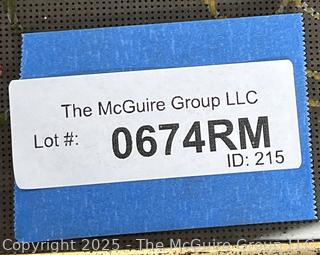 The McGuire Group LLC
Lot #: 0674RM
ID: 215
Copyright 2025 - The McGuire Group LLC